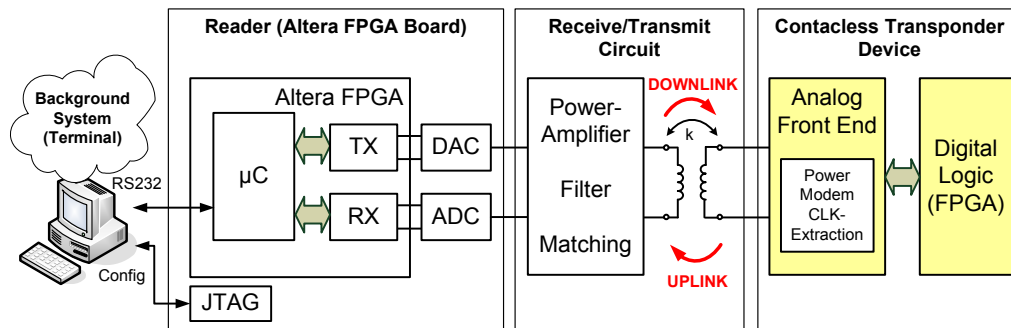 Reader (Altera FPGA Board)
Receive/Transmit
Circuit
Contacless Transponder
Device
Background
System
(Terminal)
RS232
Config
Altera FPGA
µC
TX
RX
DAC
ADC
JTAG
Power-
Amplifier
Filter
Matching
DOWNLINK
k
UPLINK
Analog
Front End
Power
Modem
CLK-
Extraction
Digital
Logic
(FPGA)